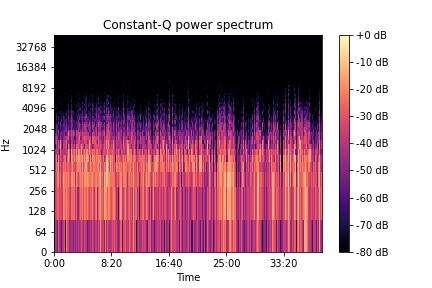 Constant-Q power spectrum
Hz
32768
16384
8192
4096
2048
1024
512
256
128
64
0
0:00 8:20 16:40 25:00 33:20
Time
+0 dB
-10 dB
-20 dB
-30 dB
-40 dB
-50 dB
-60 dB
-70 dB
-80 dB